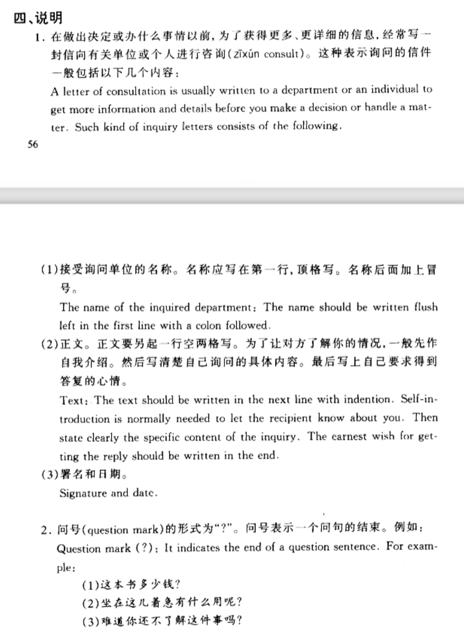 四、说明
1. 在做出决定或办什么事情以前,为了获得更多、更详细的信息,经常写一
封信向有关单位或个人进行咨询(zīxún consult)。这种表示询问的信件
一般包括以下几个内容:
A letter of consultation is usually written to a department or an individual to
get more information and details before you make a decision or handle a mat-
ter. Such kind of inquiry letters consists of the following.
56
(1)接受询问单位的名称。名称应写在第一行,顶格写。名称后面加上冒
号。
The name of the inquired department: The name should be written flush
left in the first line with a colon followed.
(2)正文。正文要另起一行空两格写。为了让对方了解你的情况,一般先作
自我介绍。然后写清楚自己询问的具体内容。最后写上自己要求得到
答复的心情。
Text: The text should be written in the next line with indention. Self-in-
troduction is normally needed to let the recipient know about you. Then
state clearly the specific content of the inquiry. The earnest wish for get-
ting the reply should be written in the end.
(3)署名和日期。
Signature and date.
2. 问号(question mark)的形式为“?”。问号表示一个问句的结束。例如:
Question mark (?): It indicates the end of a question sentence. For exam-
ple:
(1)这本书多少钱?
(2)坐在这儿着急有什么用呢?
(3)难道你还不了解这件事吗?